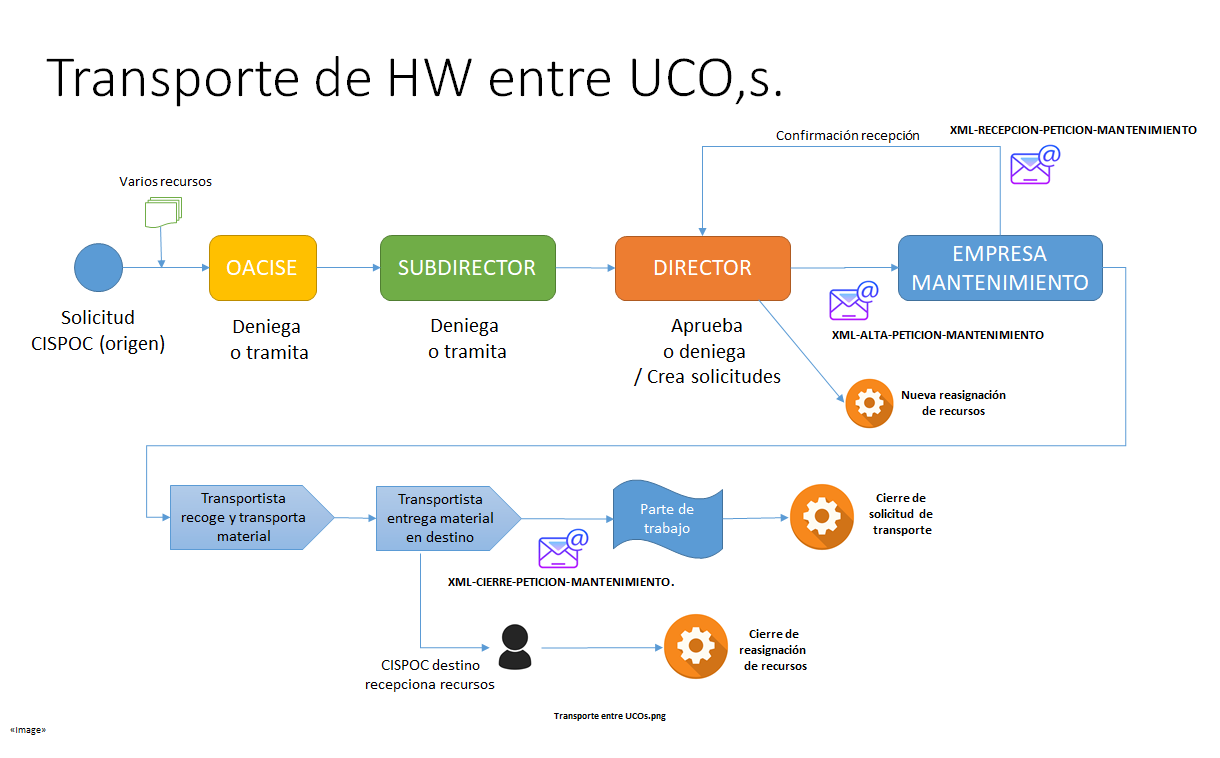 Transporte de HW entre UCO,s.
Confirmación recepción
XML-RECEPCION-PETICION-MANTENIMIENTO
Varios recursos
OACISE
SUBDIRECTOR
DIRECTOR
EMPRESA
MANTENIMIENTO
Solicitud
CISPOC (origen)
Deniega
o tramita
Deniega
o tramita
Aprueba
o deniega
/ Crea solicitudes
XML-ALTA-PETICION-MANTENIMIENTO
Nueva reasignación
de recursos
Transportista
recoge y transporta
material
Transportista
entrega material
en destino
Parte de
trabajo
Cierre de
solicitud de
transporte
XML-CIERRE-PETICION-MANTENIMIENTO.
CISPOC destino
recepciona recursos
Cierre de
reasignación
de recursos
Transporte entre UCOs.png
«Image»